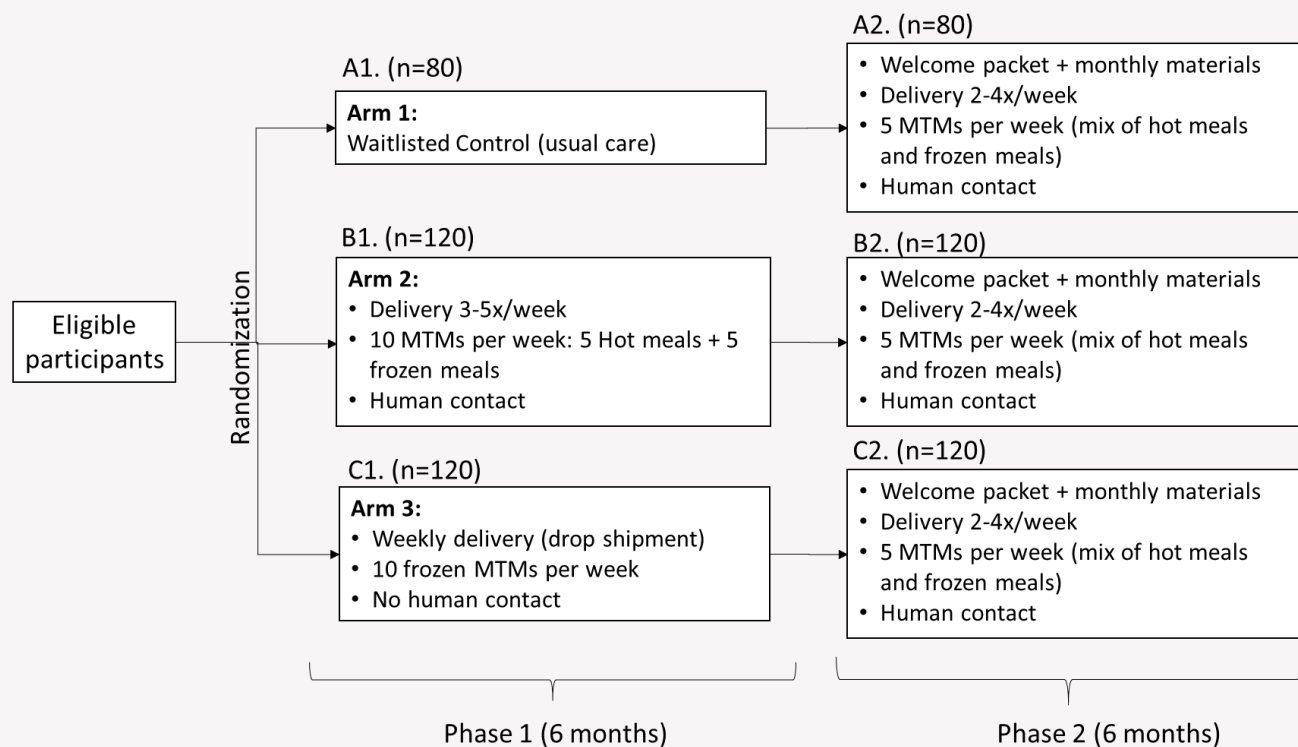 Eligible
participants
Randomization
A1. (n=80)
Arm 1:
Waitlisted Control (usual care)
A2. (n=80)
• Welcome packet + monthly materials
• Delivery 2-4x/week
• 5 MTMs per week (mix of hot meals
and frozen meals)
• Human contact
B1. (n=120)
Arm 2:
• Delivery 3-5x/week
• 10 MTMs per week: 5 Hot meals + 5
frozen meals
• Human contact
B2. (n=120)
• Welcome packet + monthly materials
• Delivery 2-4x/week
• 5 MTMs per week (mix of hot meals
and frozen meals)
• Human contact
C1. (n=120)
Arm 3:
• Weekly delivery (drop shipment)
• 10 frozen MTMs per week
• No human contact
C2. (n=120)
• Welcome packet + monthly materials
• Delivery 2-4x/week
• 5 MTMs per week (mix of hot meals
and frozen meals)
• Human contact
Phase 1 (6 months)
Phase 2 (6 months)